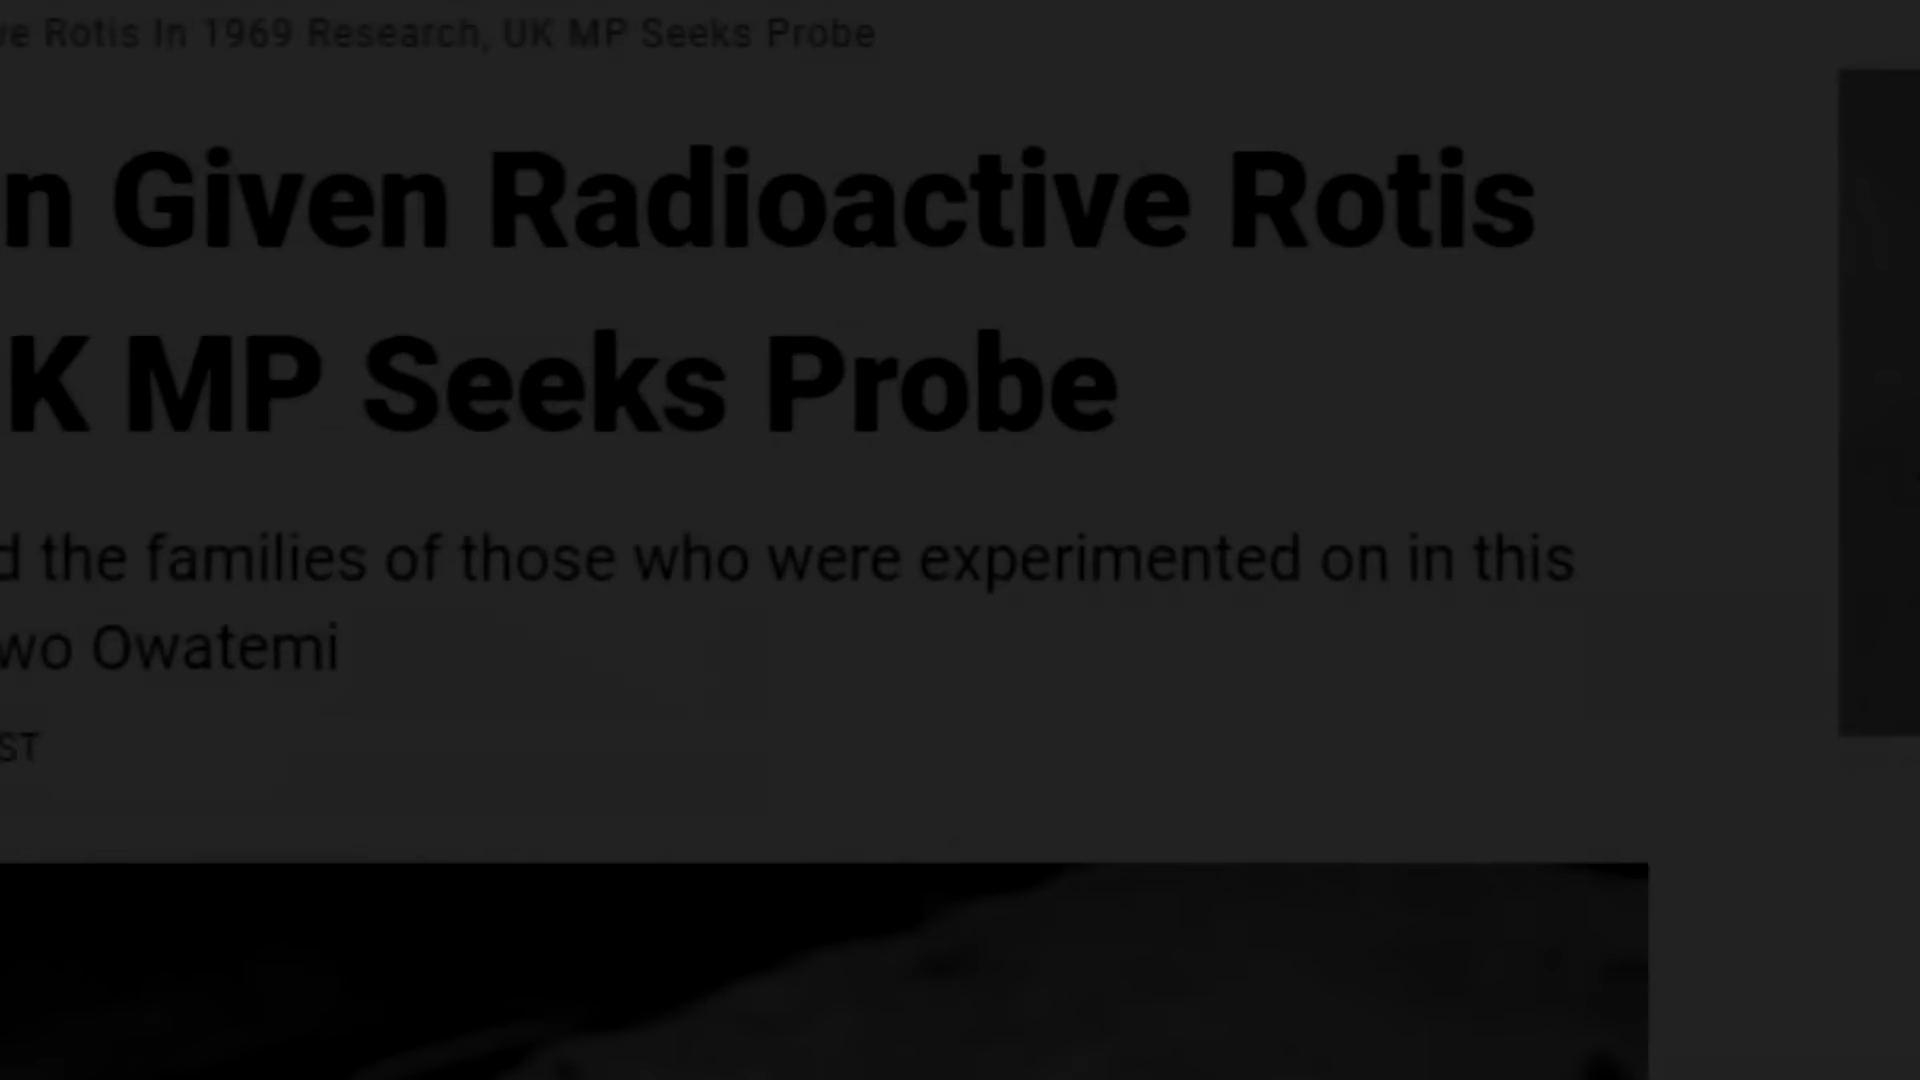 ve Rotis In 1969 Research, UK MP Seeks Probe
n Given Radioactive Rotis
K MP Seeks Probe
d the families of those who were experimented on in this
wo Owatemi
ST